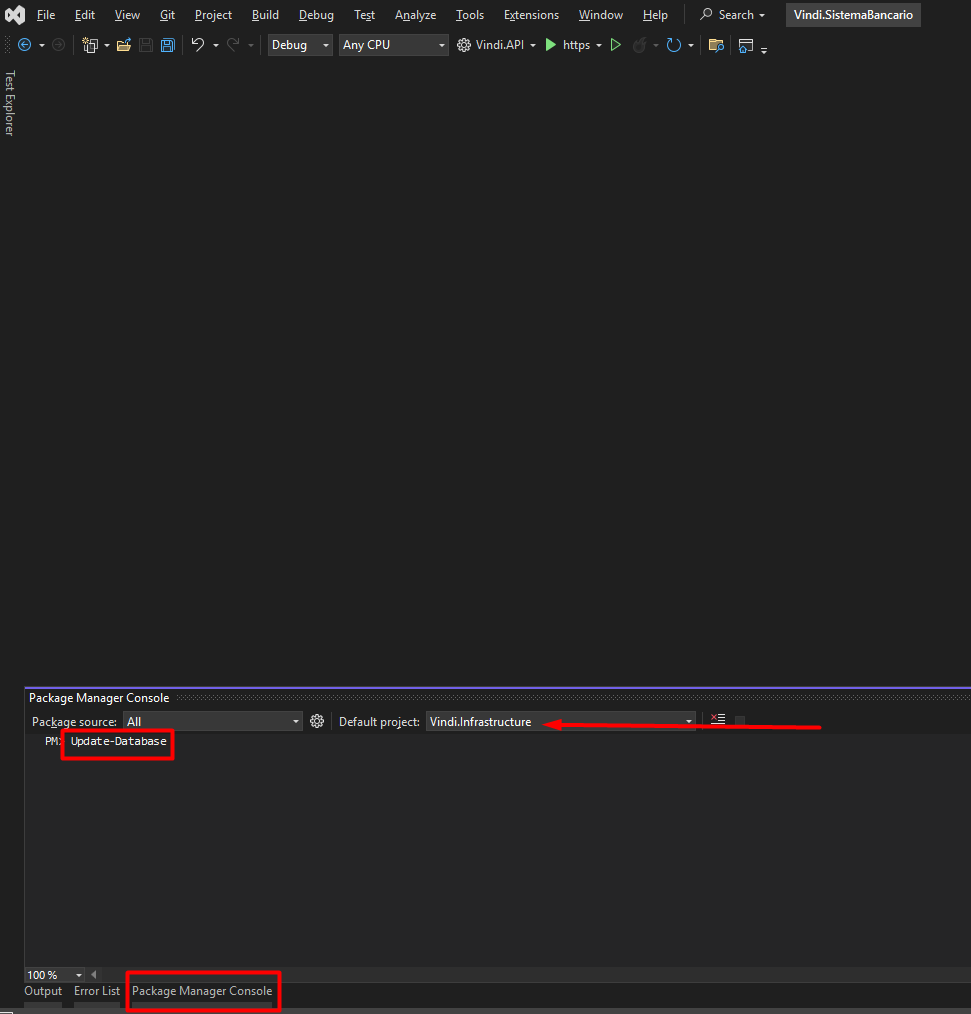 File Edit View Git Project Build Debug Test Analyze Tools Extensions Window Help Search Vindi.SistemaBancario
Debug Any CPU Vindi.API https
Test Explorer
Package Manager Console
Package source: All Default project: Vindi.Infrastructure
PM> Update-Database
100 %
Output Error List Package Manager Console